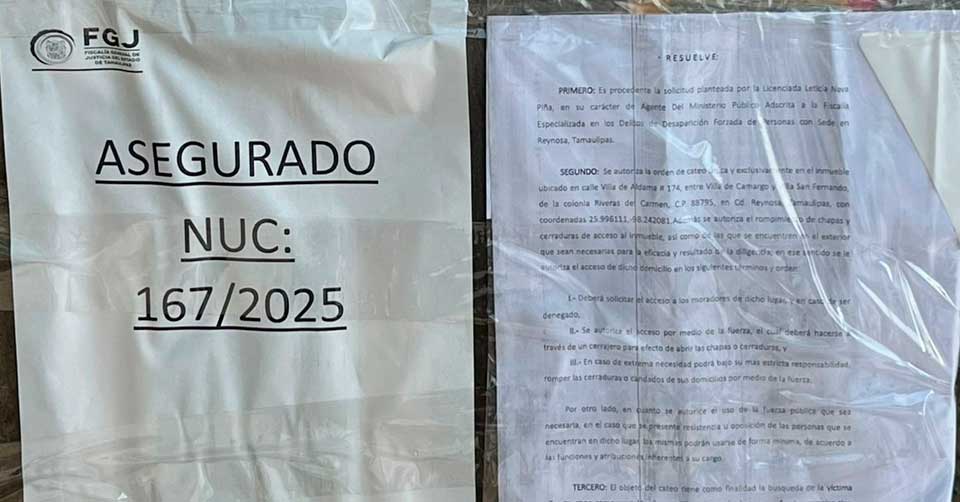 FGJ
FISCALÍA GENERAL DE
JUSTICIA DEL ESTADO
DE TAMAULIPAS
ASEGURADO
NUC:
167/2025
- RESUELVE:
PRIMERO: Es procedente la solicitud planteada por la Licenciada Leticia Nava
Piña, en su carácter de Agente Del Ministerio Público Adscrita a la Fiscalía
Especializada en los Delitos de Desaparición Forzada de Personas con Sede en
Reynosa, Tamaulipas.
SEGUNDO: Se autoriza la orden de cateo única y exclusivamente en el inmueble
ubicado en calle Villa de Aldama # 174, entre Villa de Camargo y Villa San Fernando,
de la colonia Riveras del Carmen, C.P. 88795, en Cd. Reynosa, Tamaulipas, con
coordenadas 25.996111,-98.242081. Además se autoriza el rompimiento de chapas y
cerraduras de acceso al inmueble, así como de las que se encuentren en el exterior
que sean necesarias para la eficacia y resultado de la diligencia, en ese sentido se le
autoriza el acceso de dicho domicilio en los siguientes términos y orden:
I.- Deberá solicitar el acceso a los moradores de dicho lugar, y en caso de ser
denegado,
II.- Se autoriza el acceso por medio de la fuerza, el cual deberá hacerse a
través de un cerrajero para efecto de abrir las chapas o cerraduras, y
III.- En caso de extrema necesidad podrá bajo su mas estricta responsabilidad,
romper las cerraduras o candados de sus domicilios por medio de la fuerza.
Por otro lado, en cuanto se autorice el uso de la fuerza pública que sea
necesaria, en el caso que se presente resistencia u oposición de las personas que se
encuentran en dicho lugar, las mismas podrán usarse de forma mínima, de acuerdo a
las funciones y atribuciones inherentes a su cargo.
TERCERO: El objeto del cateo tiene como finalidad la búsqueda de la víctima